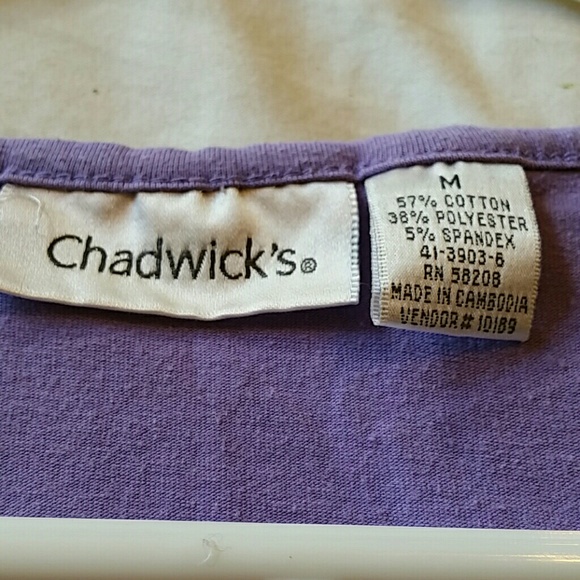 Chadwick's®
M
57% COTTON
38% POLYESTER
5% SPANDEX
41-3903-6
RN 58208
MADE IN CAMBODIA
VENDOR# 10189